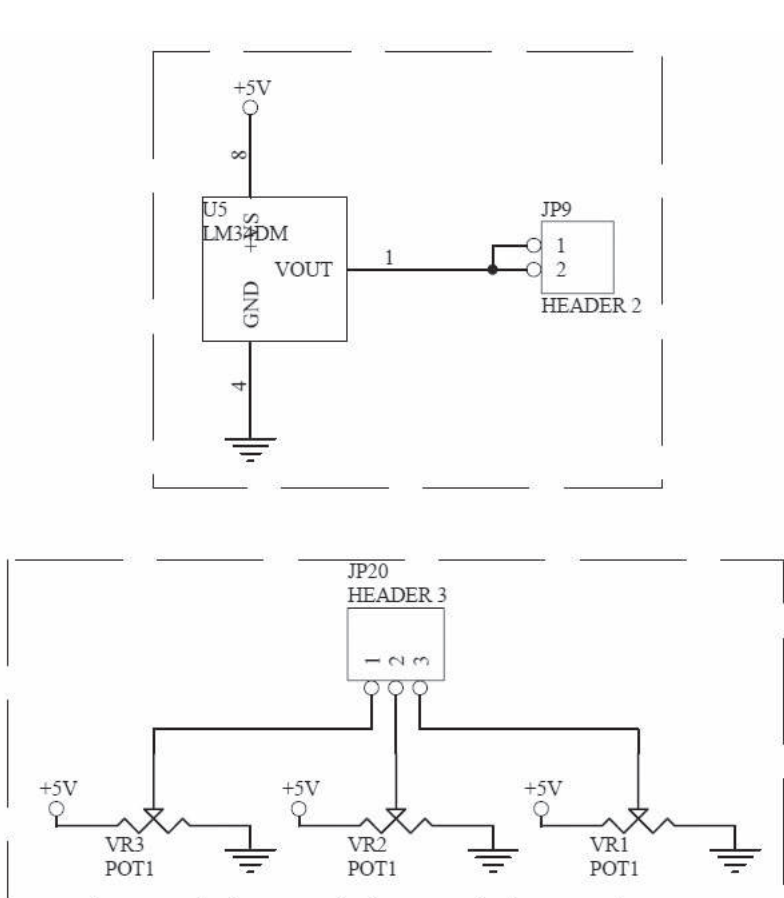 +5V
8
U5
LM34DM
+VS
VOUT
GND
1
4
JP9
1
2
HEADER 2
JP20
HEADER 3
1
2
3
+5V
VR3
POT1
+5V
VR2
POT1
+5V
VR1
POT1